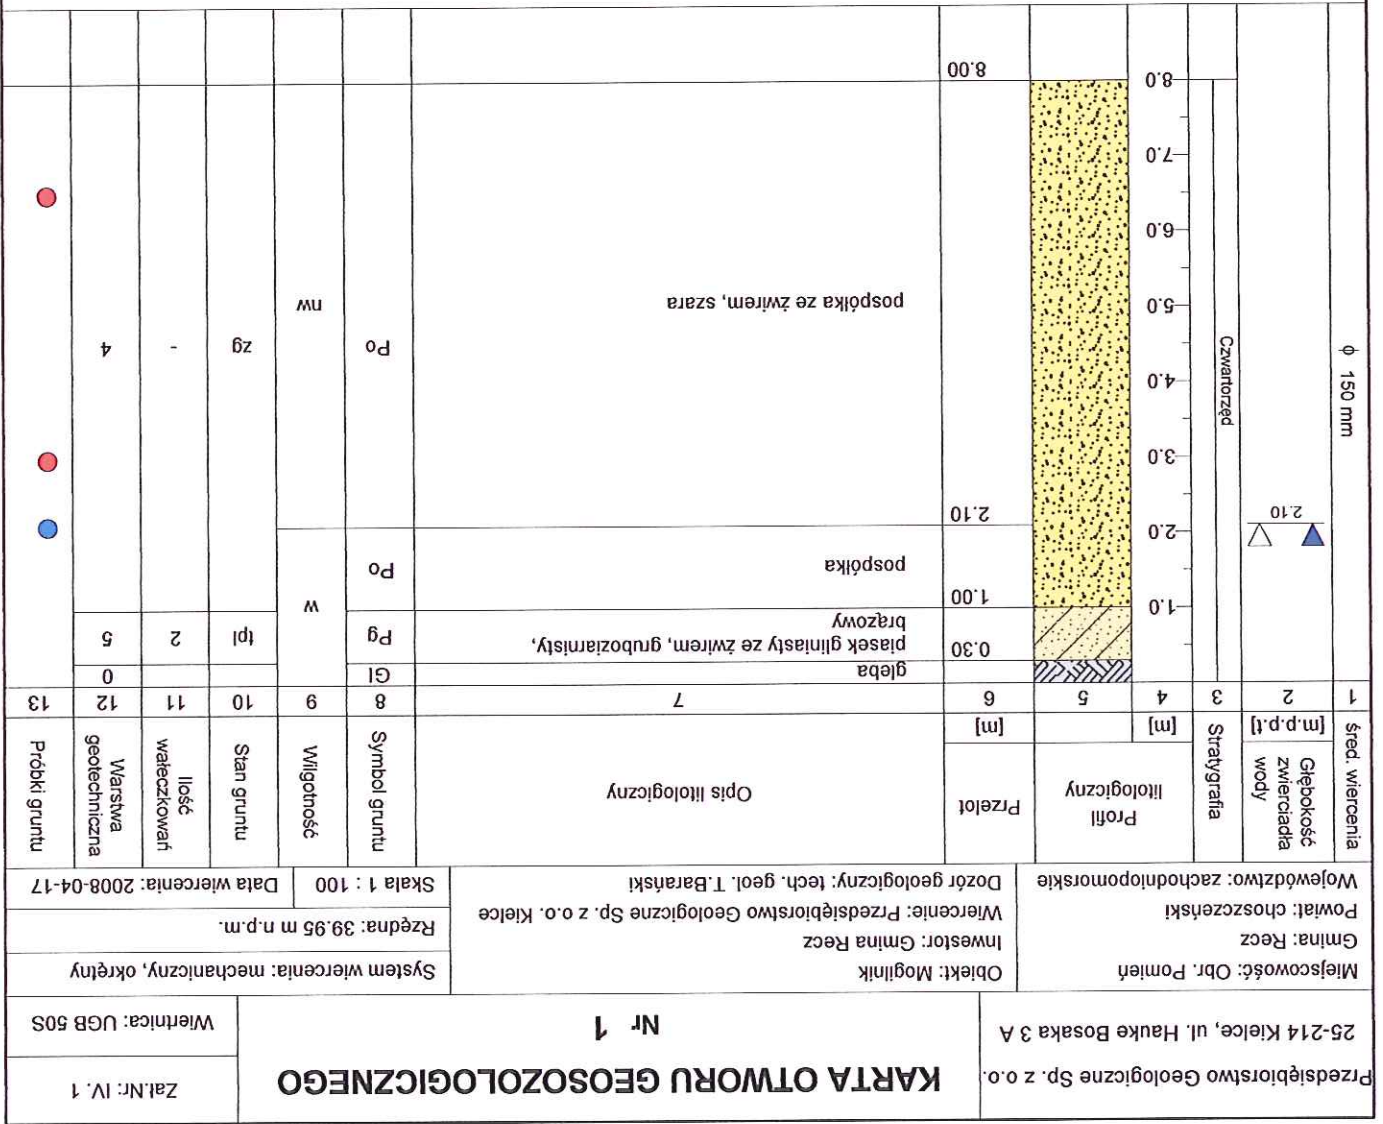 Przedsiębiorstwo Geologiczne Sp. z o.o.
25-214 Kielce, ul. Hauke Bosaka 3 A
KARTA OTWORU GEOSOZOLOGICZNEGO
Nr 1
Zał.Nr: IV. 1
Wiertnica: UGB 50S
Miejscowość: Obr. Pomień
Gmina: Recz
Powiat: choszczeński
Województwo: zachodniopomorskie
Obiekt: Mogilnik
Inwestor: Gmina Recz
Wiercenie: Przedsiębiorstwo Geologiczne Sp. z o.o. Kielce
Dozór geologiczny: tech. geol. T.Barański
System wiercenia: mechaniczny, okrętny
Rzędna: 39.95 m n.p.m.
Skala 1 : 100
Data wiercenia: 2008-04-17
śred. wiercenia
Głębokość
zwierciadła
wody
[m.p.p.t]
Stratygrafia
Profil
litologiczny
[m]
Przelot
[m]
Opis litologiczny
Symbol gruntu
Wilgotność
Stan gruntu
Ilość
wałeczkowań
Warstwa
geotechniczna
Próbki gruntu
1 2 3 4 5 6 7 8 9 10 11 12 13
gleba Gl 0
0.30 piasek gliniasty ze żwirem, gruboziarnisty,
brązowy
Pg tpl 2 5
w
1.0
1.00
pospółka Po
2.0
2.10
2.10
3.0
ϕ 150 mm
Czwartorzęd
4.0
Po zg - 4
5.0
pospółka ze żwirem, szara
nw
6.0
7.0
8.0
8.00